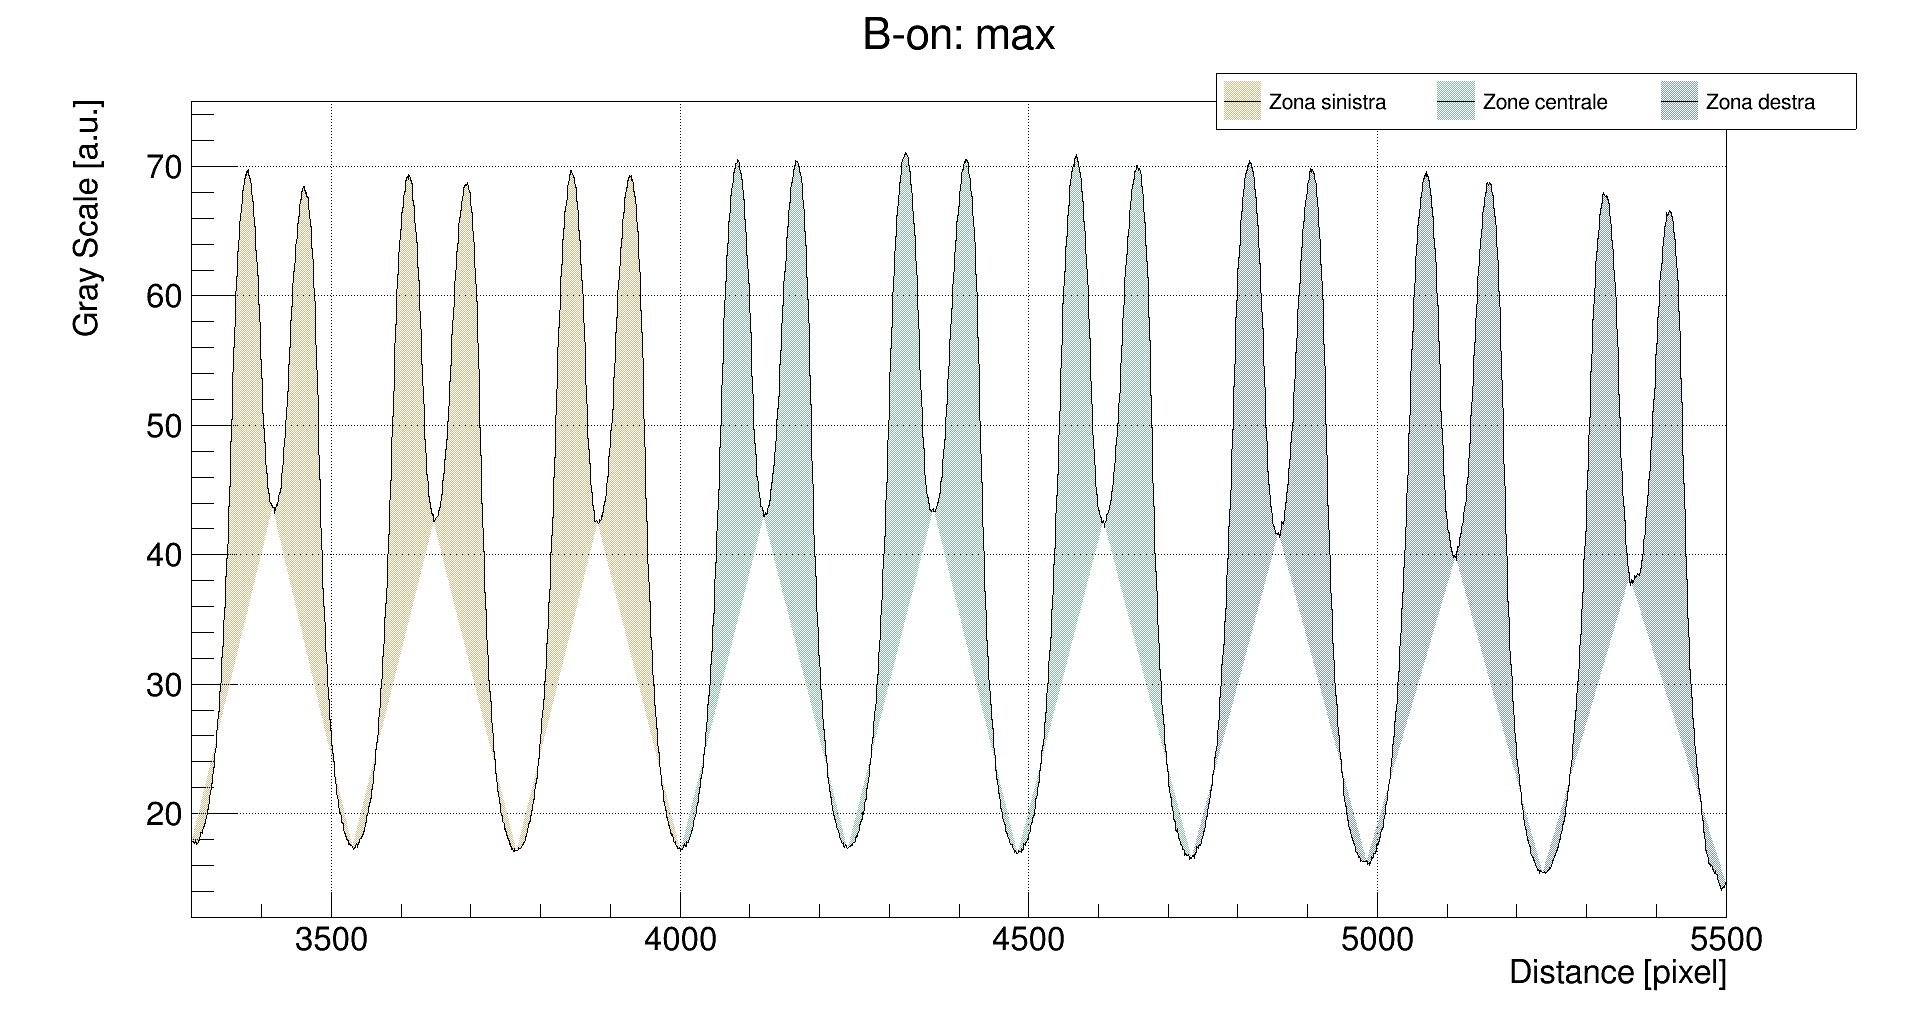 B-on: max
Zona sinistra
Zone centrale
Zona destra
Gray Scale [a.u.]
70
60
50
40
30
20
3500
4000
4500
5000
5500
Distance [pixel]